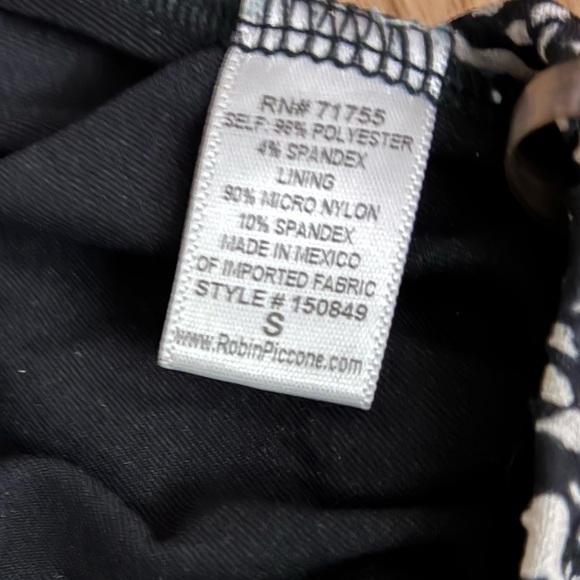 RN# 71755
SELF: 96% POLYESTER
4% SPANDEX
LINING
90% MICRO NYLON
10% SPANDEX
MADE IN MEXICO
OF IMPORTED FABRIC
STYLE # 150849
S
www.RobinPiccone.com